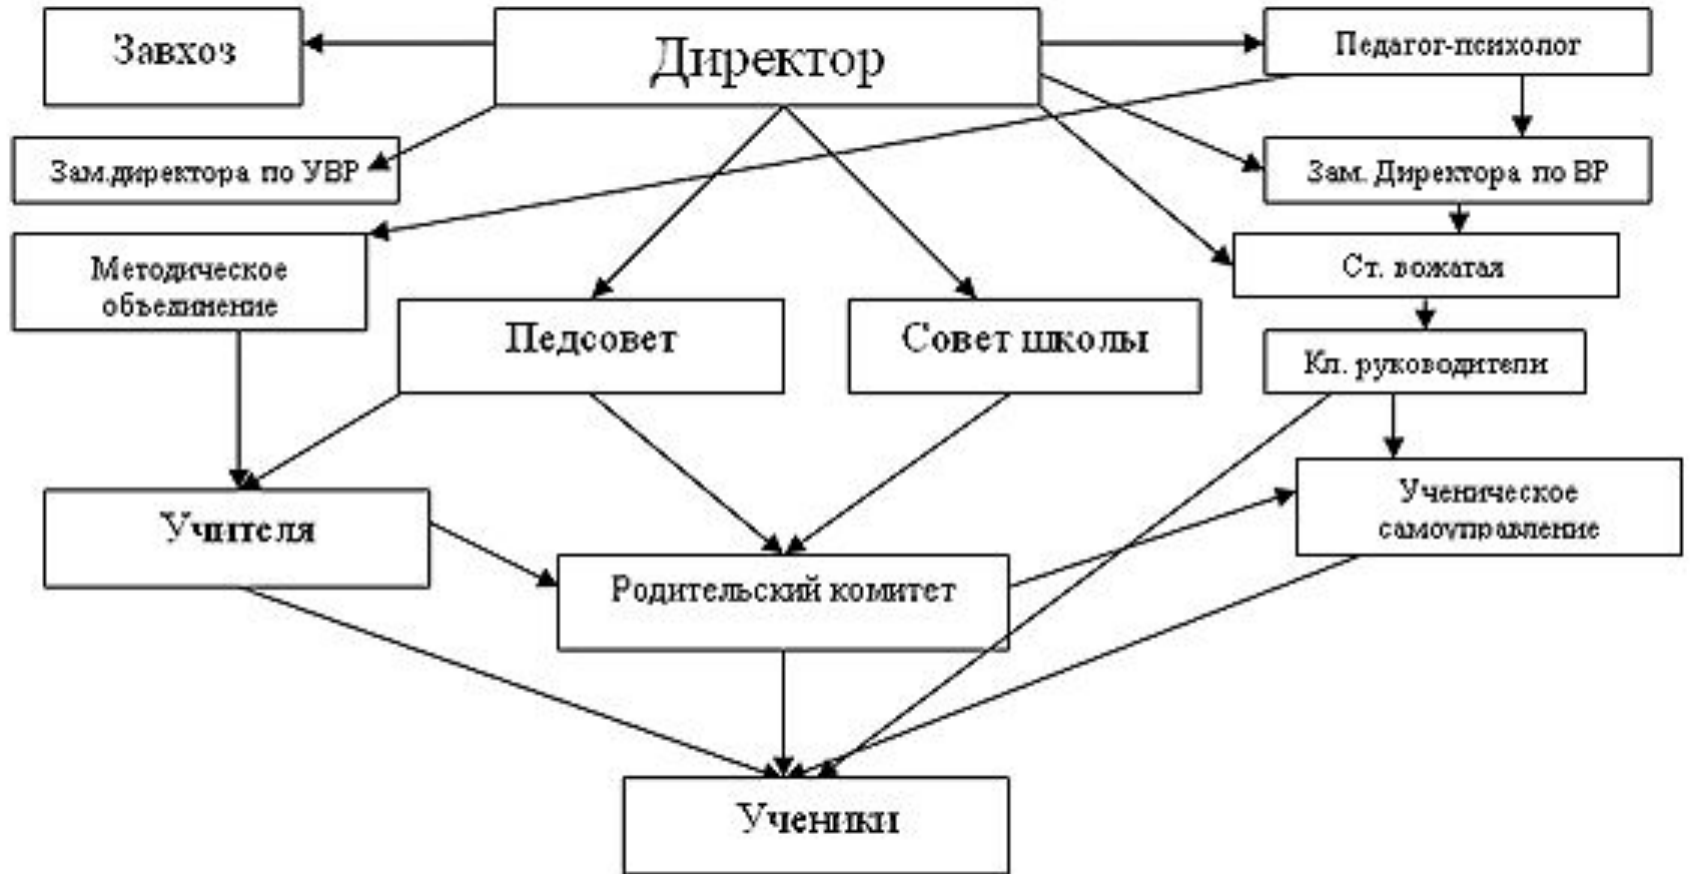 Завхоз
Директор
Педагог-психолог
Зам.директора по УВР
Зам. Директора по ВР
Методическое
объединение
Ст. вожатая
Педсовет
Совет школы
Кл. руководители
Учителя
Ученическое
самоуправление
Родительский комитет
Ученики